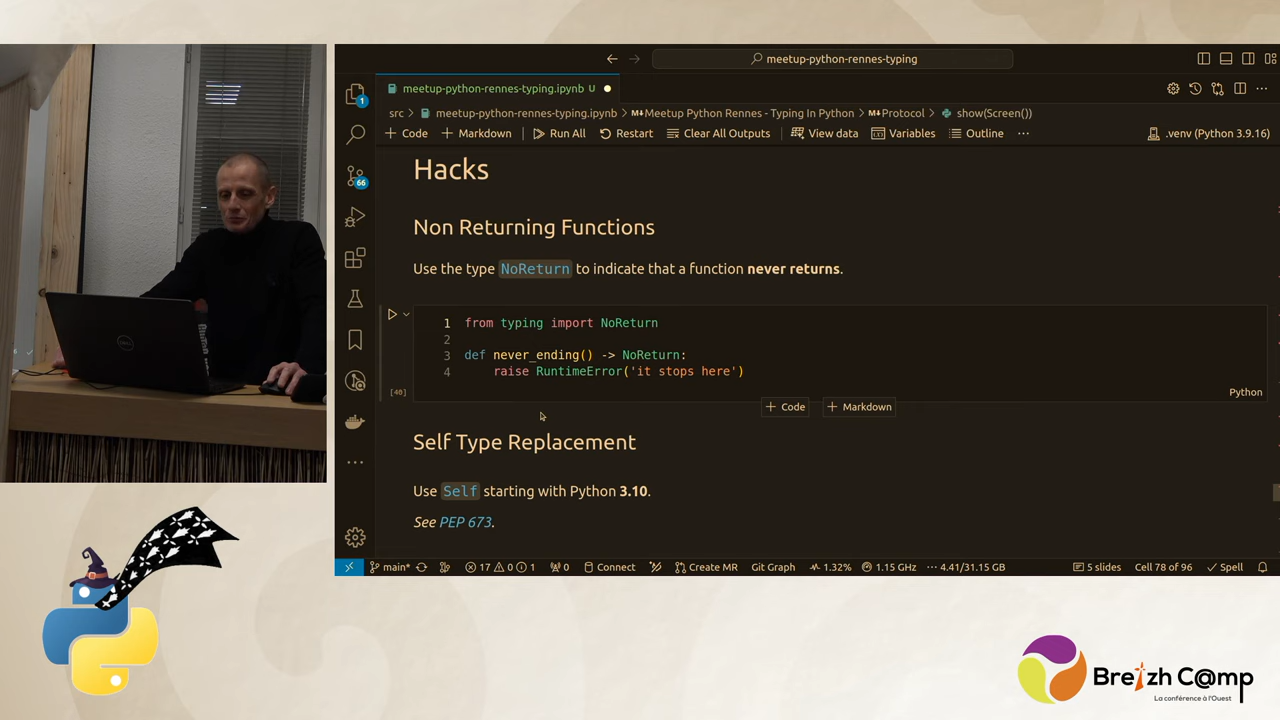 meetup-python-rennes-typing
meetup-python-rennes-typing.ipynb U
src > meetup-python-rennes-typing.ipynb > Meetup Python Rennes - Typing In Python > Protocol > show(Screen())
+ Code + Markdown Run All Restart Clear All Outputs View data Variables Outline ... .venv (Python 3.9.16)
1
66
Hacks
Non Returning Functions
Use the type NoReturn to indicate that a function never returns.
1 from typing import NoReturn
2
3 def never_ending() -> NoReturn:
4 raise RuntimeError('it stops here')
[40]
Python
+ Code + Markdown
Self Type Replacement
Use Self starting with Python 3.10.
See PEP 673.
main* 17 0 1 0 Connect Create MR Git Graph 1.32% 1.15 GHz 4.41/31.15 GB 5 slides Cell 78 of 96 Spell
DELL
Breizh C@mp
La conférence à l'Ouest